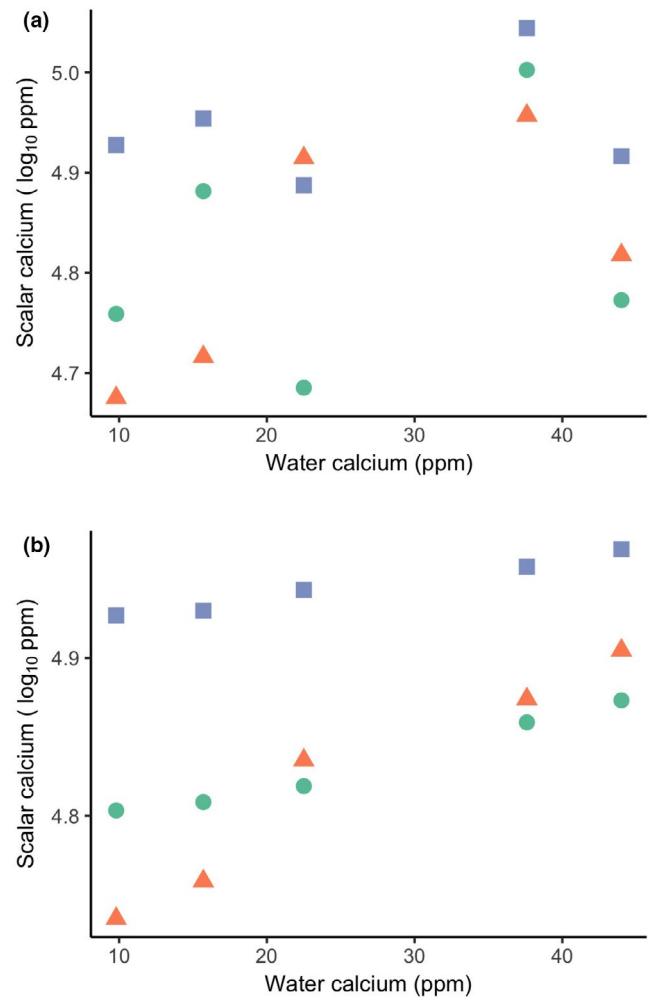 (a)
5.0
4.9
4.8
4.7
Scalar calcium ( log₁₀ ppm)
10 20 30 40
Water calcium (ppm)
(b)
4.9
4.8
Scalar calcium ( log₁₀ ppm)
10 20 30 40
Water calcium (ppm)